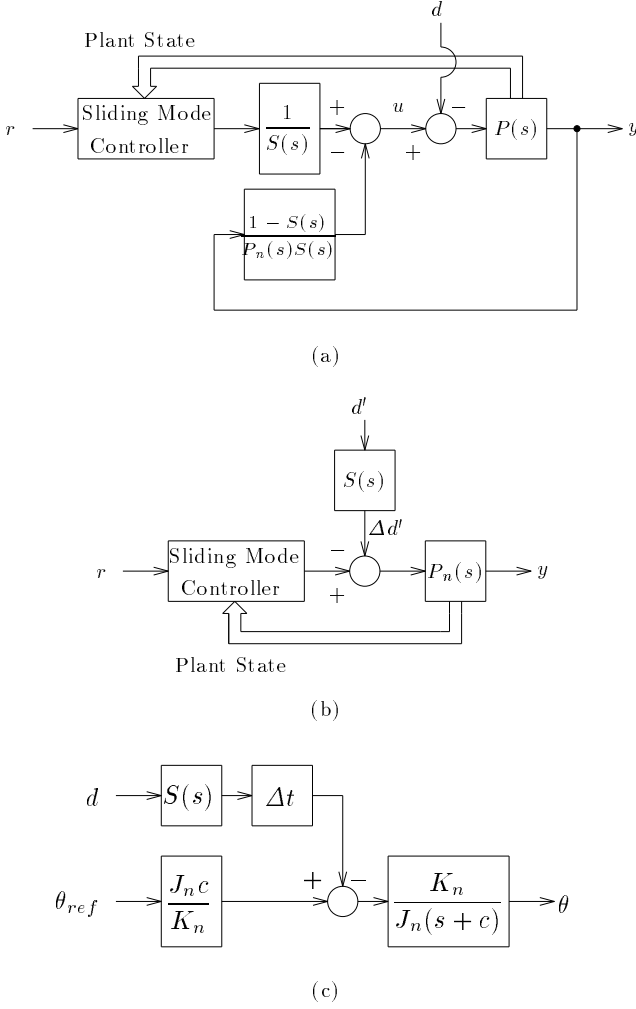 d
Plant State
r
Sliding Mode
Controller
1
S(s)
+
−
u
+
−
P(s)
y
1 − S(s)
P_n(s)S(s)
(a)
d′
S(s)
Δd′
r
Sliding Mode
Controller
−
+
P_n(s)
y
Plant State
(b)
d
S(s)
Δt
θ_ref
J_n c
K_n
+
−
K_n
J_n(s + c)
θ
(c)